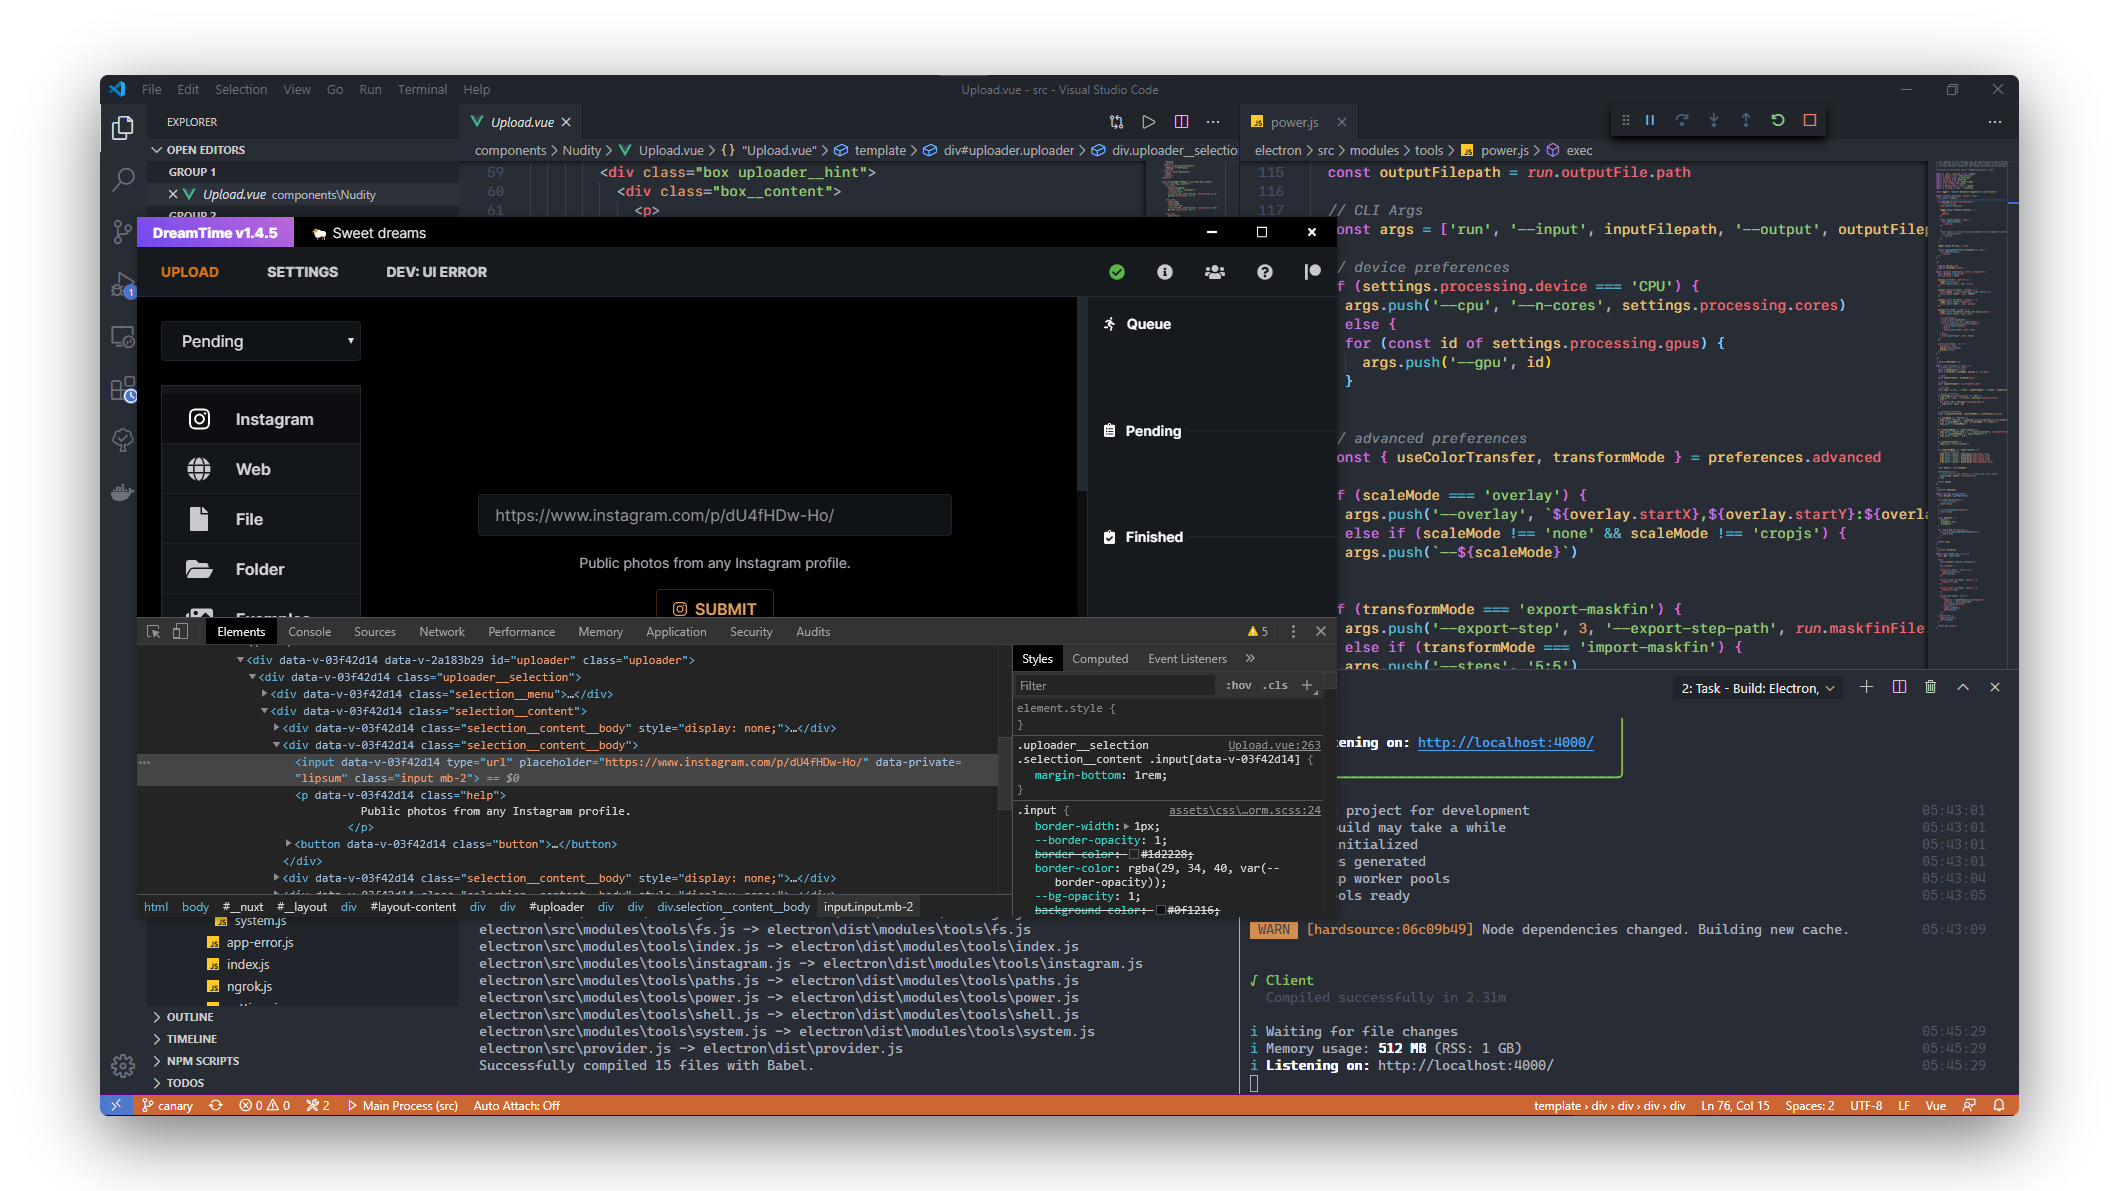 File Edit Selection View Go Run Terminal Help
Upload.vue - src - Visual Studio Code
EXPLORER
OPEN EDITORS
GROUP 1
Upload.vue components\Nudity
GROUP 2
Upload.vue
components > Nudity > Upload.vue > {} "Upload.vue" > template > div#uploader.uploader > div.uploader__selectio
59 <div class="box uploader__hint">
60 <div class="box__content">
61 <p>
power.js
electron > src > modules > tools > power.js > exec
115 const outputFilepath = run.outputFile.path
116
117 // CLI Args
onst args = ['run', '--input', inputFilepath, '--output', outputFilep
/ device preferences
f (settings.processing.device === 'CPU') {
args.push('--cpu', '--n-cores', settings.processing.cores)
else {
for (const id of settings.processing.gpus) {
args.push('--gpu', id)
}
/ advanced preferences
onst { useColorTransfer, transformMode } = preferences.advanced
f (scaleMode === 'overlay') {
args.push('--overlay', `${overlay.startX},${overlay.startY}:${overla
else if (scaleMode !== 'none' && scaleMode !== 'cropjs') {
args.push(`--${scaleMode}`)
f (transformMode === 'export-maskfin') {
args.push('--export-step', 3, '--export-step-path', run.maskfinFile.
else if (transformMode === 'import-maskfin') {
args.push('--steps', '5:5')
DreamTime v1.4.5
Sweet dreams
UPLOAD
SETTINGS
DEV: UI ERROR
Pending
Instagram
Web
File
Folder
Examples
https://www.instagram.com/p/dU4fHDw-Ho/
Public photos from any Instagram profile.
SUBMIT
Queue
Pending
Finished
Elements Console Sources Network Performance Memory Application Security Audits
5
<div data-v-03f42d14 data-v-2a183b29 id="uploader" class="uploader">
<div data-v-03f42d14 class="uploader__selection">
<div data-v-03f42d14 class="selection__menu">…</div>
<div data-v-03f42d14 class="selection__content">
<div data-v-03f42d14 class="selection__content__body" style="display: none;">…</div>
<div data-v-03f42d14 class="selection__content__body">
<input data-v-03f42d14 type="url" placeholder="https://www.instagram.com/p/dU4fHDw-Ho/" data-private=
"lipsum" class="input mb-2"> == $0
<p data-v-03f42d14 class="help">
Public photos from any Instagram profile.
</p>
<button data-v-03f42d14 class="button">…</button>
</div>
<div data-v-03f42d14 class="selection__content__body" style="display: none;">…</div>
<div data-v-03f42d14 class="selection__content__body" style="display: none;">…</div>
html body #__nuxt #__layout div #layout-content div div #uploader div div div.selection__content__body input.input.mb-2
Styles Computed Event Listeners »
Filter :hov .cls +
element.style {
}
.uploader__selection Upload.vue:263
.selection__content .input[data-v-03f42d14] {
margin-bottom: 1rem;
}
.input { assets\css\…orm.scss:24
border-width: 1px;
--border-opacity: 1;
border-color: #1d2228;
border-color: rgba(29, 34, 40, var(--
border-opacity));
--bg-opacity: 1;
background-color: #0f1216;
system.js
app-error.js
index.js
ngrok.js
OUTLINE
TIMELINE
NPM SCRIPTS
TODOS
electron\src\modules\tools\fs.js -> electron\dist\modules\tools\fs.js
electron\src\modules\tools\index.js -> electron\dist\modules\tools\index.js
electron\src\modules\tools\instagram.js -> electron\dist\modules\tools\instagram.js
electron\src\modules\tools\paths.js -> electron\dist\modules\tools\paths.js
electron\src\modules\tools\power.js -> electron\dist\modules\tools\power.js
electron\src\modules\tools\shell.js -> electron\dist\modules\tools\shell.js
electron\src\modules\tools\system.js -> electron\dist\modules\tools\system.js
electron\src\provider.js -> electron\dist\provider.js
Successfully compiled 15 files with Babel.
2: Task - Build: Electron,
ening on: http://localhost:4000/
project for development 05:43:01
uild may take a while 05:43:01
nitialized 05:43:01
s generated 05:43:01
p worker pools 05:43:04
ols ready 05:43:05
WARN [hardsource:06c09b49] Node dependencies changed. Building new cache. 05:43:09
√ Client
Compiled successfully in 2.31m
i Waiting for file changes 05:45:29
i Memory usage: 512 MB (RSS: 1 GB) 05:45:29
i Listening on: http://localhost:4000/ 05:45:29
canary 0 0 2 Main Process (src) Auto Attach: Off
template › div › div › div › div Ln 76, Col 15 Spaces: 2 UTF-8 LF Vue